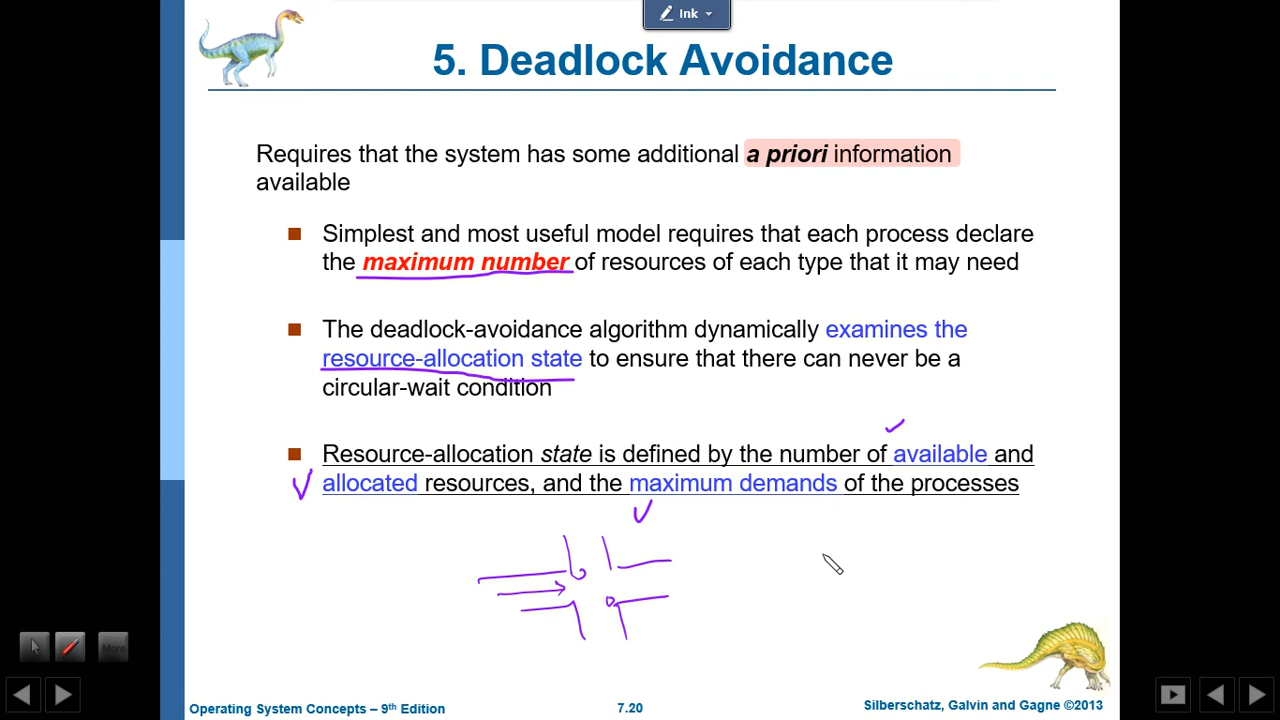 Ink
5. Deadlock Avoidance
Requires that the system has some additional a priori information
available
Simplest and most useful model requires that each process declare
the maximum number of resources of each type that it may need
The deadlock-avoidance algorithm dynamically examines the
resource-allocation state to ensure that there can never be a
circular-wait condition
Resource-allocation state is defined by the number of available and
allocated resources, and the maximum demands of the processes
More
Operating System Concepts – 9th Edition
7.20
Silberschatz, Galvin and Gagne ©2013